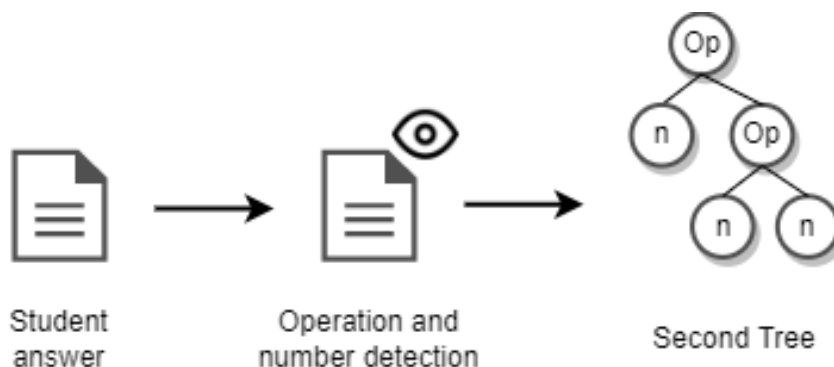 Op
n
Op
n
n
Student
answer
Operation and
number detection
Second Tree